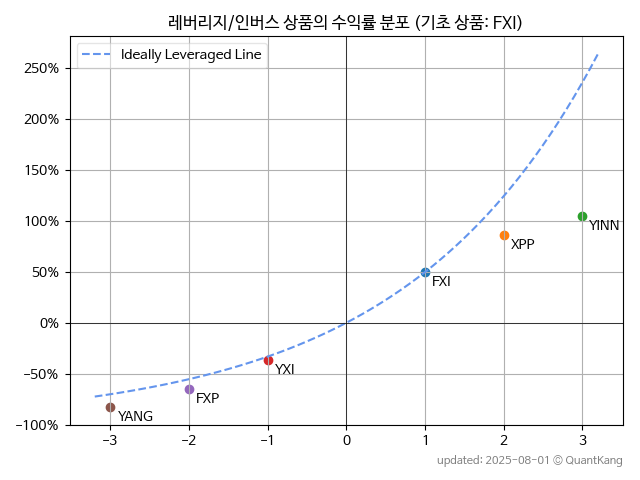 레버리지/인버스 상품의 수익률 분포 (기초 상품: FXI)
Ideally Leveraged Line
250%
200%
150%
100%
50%
0%
−50%
−100%
YINN
XPP
FXI
YXI
FXP
YANG
−3
−2
−1
0
1
2
3
updated: 2025-08-01 © QuantKang